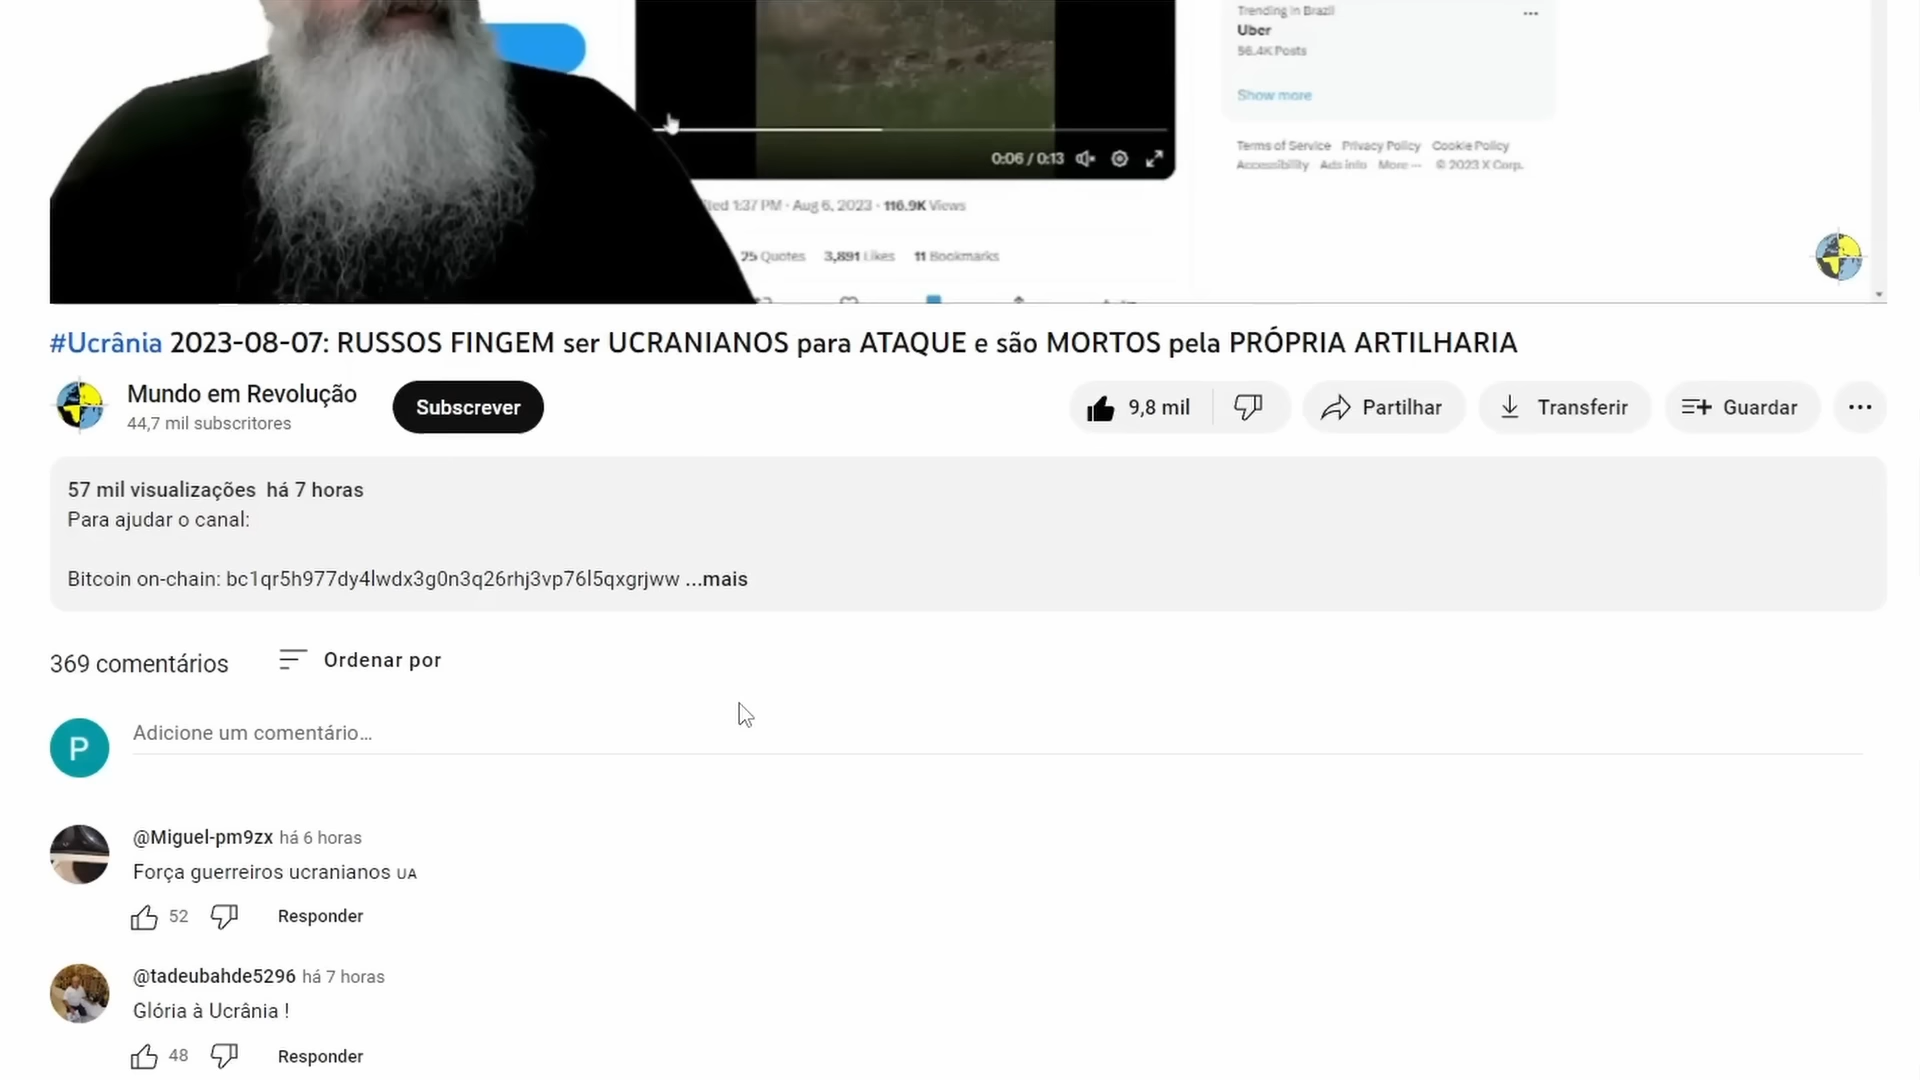 Trending in Brazil
Uber
56.4K Posts
Show more
0:06 / 0:13
Terms of Service Privacy Policy Cookie Policy
Accessibility Ads info More ··· © 2023 X Corp.
1:37 PM · Aug 6, 2023 · 116.9K Views
25 Quotes 3,891 Likes 11 Bookmarks
#Ucrânia 2023-08-07: RUSSOS FINGEM ser UCRANIANOS para ATAQUE e são MORTOS pela PRÓPRIA ARTILHARIA
Mundo em Revolução
44,7 mil subscritores
Subscrever
9,8 mil
Partilhar
Transferir
Guardar
57 mil visualizações há 7 horas
Para ajudar o canal:
Bitcoin on-chain: bc1qr5h977dy4lwdx3g0n3q26rhj3vp76l5qxgrjww ...mais
369 comentários
Ordenar por
P
Adicione um comentário…
@Miguel-pm9zx há 6 horas
Força guerreiros ucranianos UA
52
Responder
@tadeubahde5296 há 7 horas
Glória à Ucrânia !
48
Responder